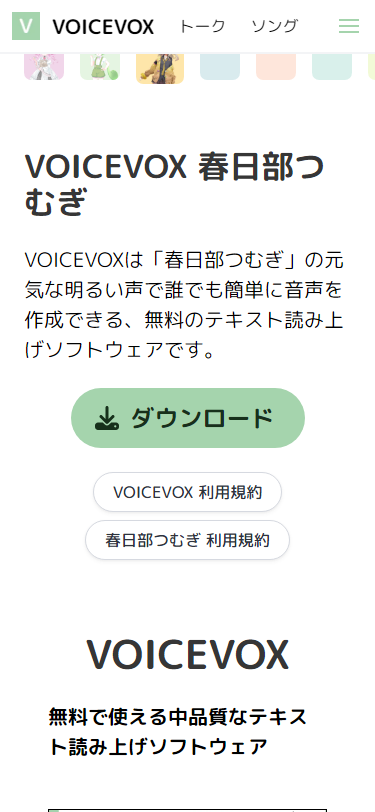 V VOICEVOX トーク ソング
VOICEVOX 春日部つ
むぎ
VOICEVOXは「春日部つむぎ」の元
気な明るい声で誰でも簡単に音声を
作成できる、無料のテキスト読み上
げソフトウェアです。
ダウンロード
VOICEVOX 利用規約
春日部つむぎ 利用規約
VOICEVOX
無料で使える中品質なテキス
ト読み上げソフトウェア